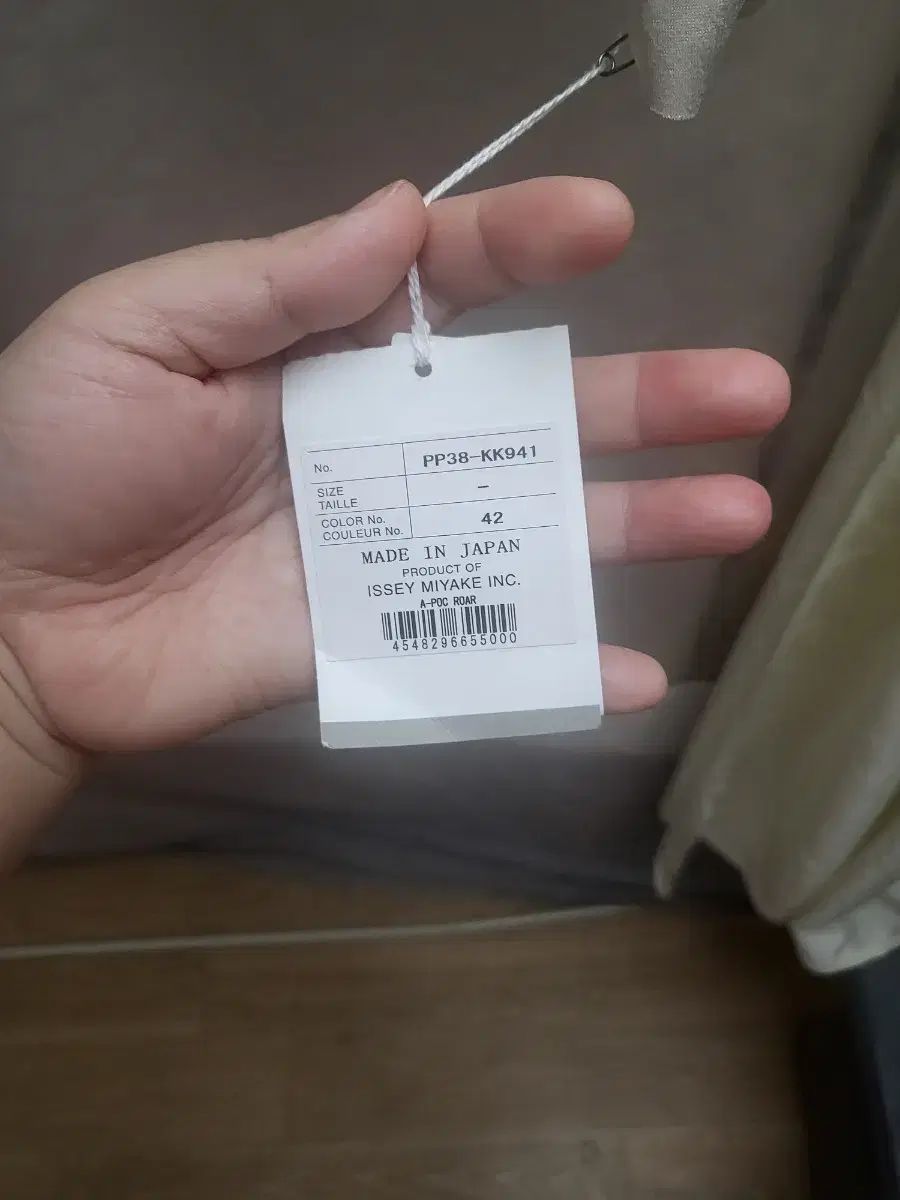 No. PP38-KK941
SIZE
TAILLE –
COLOR No.
COULEUR No. 42
MADE IN JAPAN
PRODUCT OF
ISSEY MIYAKE INC.
A-POC ROAR
4548296655000